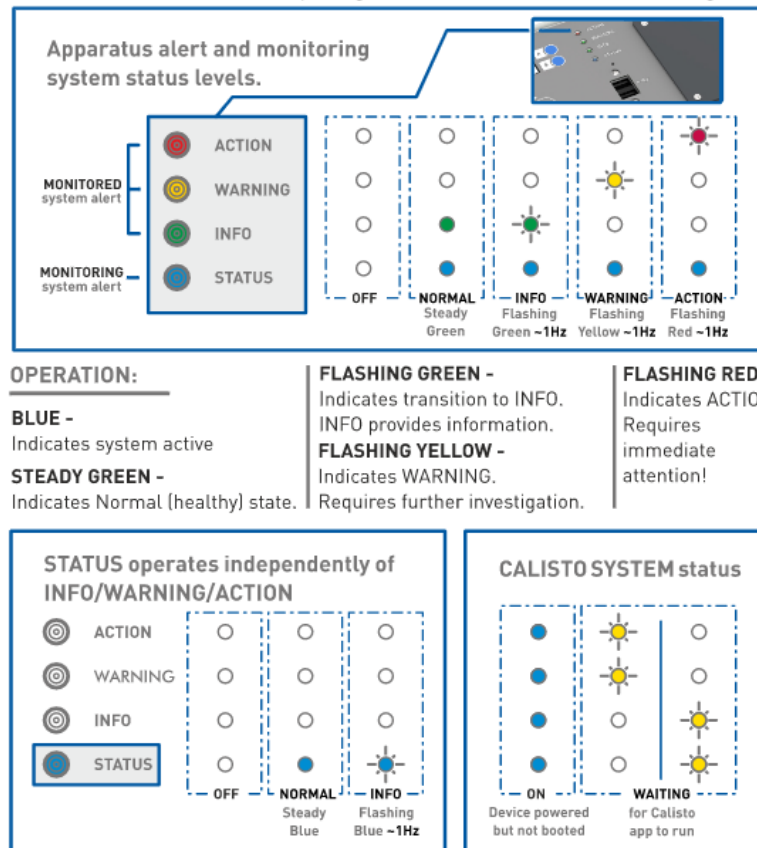 Apparatus alert and monitoring
system status levels.
ACTION
WARNING
INFO
STATUS
MONITORED
system alert
MONITORING
system alert
OFF
NORMAL
Steady
Green
INFO
Flashing
Green ~1Hz
WARNING
Flashing
Yellow ~1Hz
ACTION
Flashing
Red ~1Hz
OPERATION:
BLUE -
Indicates system active
STEADY GREEN -
Indicates Normal (healthy) state.
FLASHING GREEN -
Indicates transition to INFO.
INFO provides information.
FLASHING YELLOW -
Indicates WARNING.
Requires further investigation.
FLASHING RED
Indicates ACTIO
Requires
immediate
attention!
STATUS operates independently of
INFO/WARNING/ACTION
ACTION
WARNING
INFO
STATUS
OFF
NORMAL
Steady
Blue
INFO
Flashing
Blue ~1Hz
CALISTO SYSTEM status
ON
Device powered
but not booted
WAITING
for Calisto
app to run